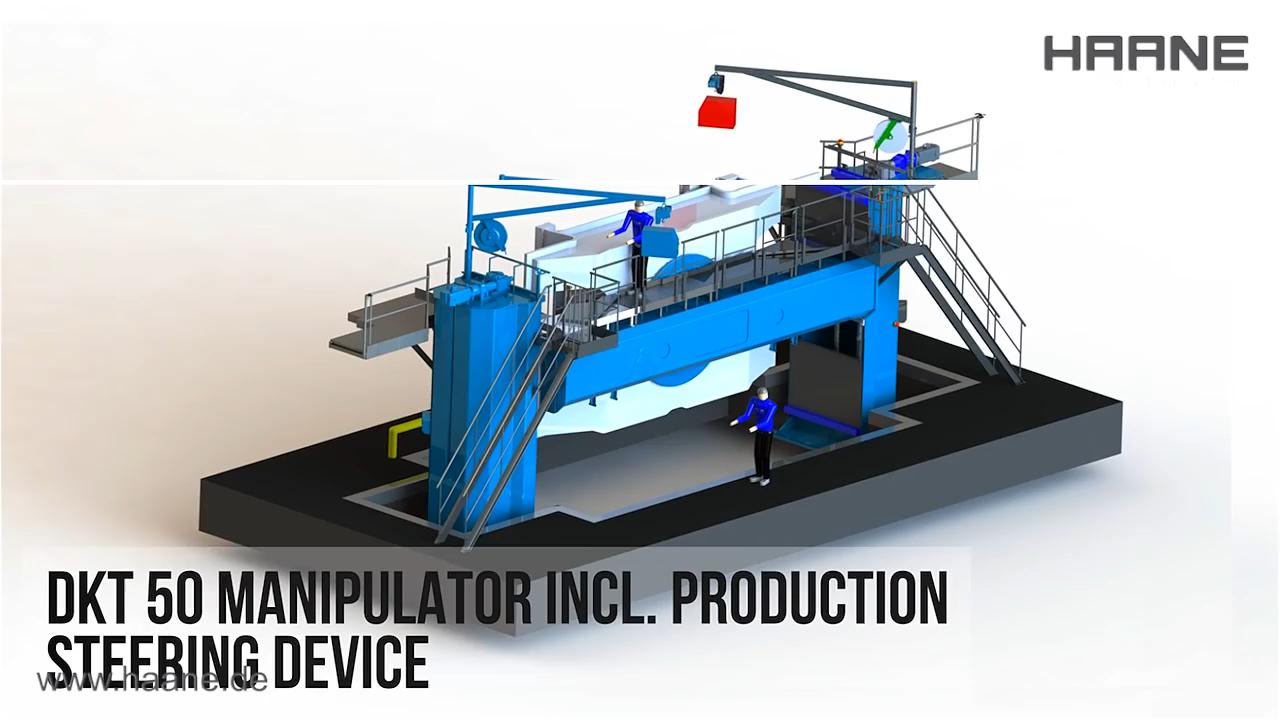 HAANE
DKT 50 MANIPULATOR INCL. PRODUCTION
STEERING DEVICE
www.haane.de